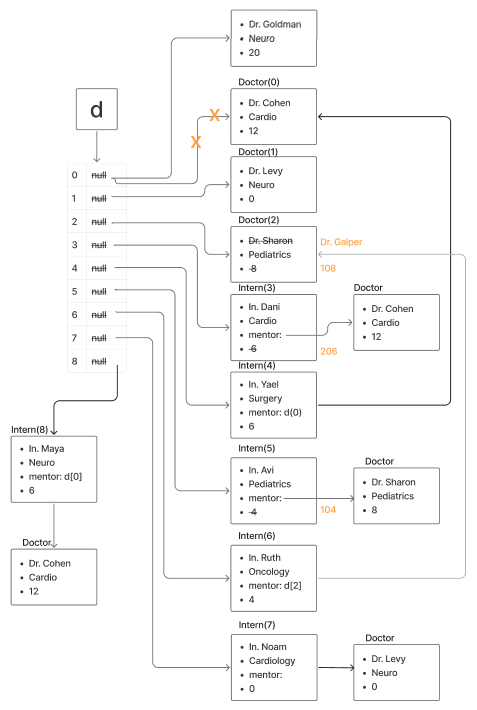 Dr. Goldman
Neuro
20
Doctor(0)
d
Dr. Cohen
Cardio
12
X
X
Doctor(1)
Dr. Levy
Neuro
0
0 null
1 null
2 null
3 null
4 null
5 null
6 null
7 null
8 null
Doctor(2)
Dr. Sharon
Pediatrics
8
Dr. Galper
108
Intern(3)
In. Dani
Cardio
mentor:
6
206
Doctor
Dr. Cohen
Cardio
12
Intern(4)
In. Yael
Surgery
mentor: d(0)
6
Intern(8)
In. Maya
Neuro
mentor: d[0]
6
Intern(5)
In. Avi
Pediatrics
mentor:
4
104
Doctor
Dr. Sharon
Pediatrics
8
Doctor
Dr. Cohen
Cardio
12
Intern(6)
In. Ruth
Oncology
mentor: d[2]
4
Intern(7)
In. Noam
Cardiology
mentor:
0
Doctor
Dr. Levy
Neuro
0